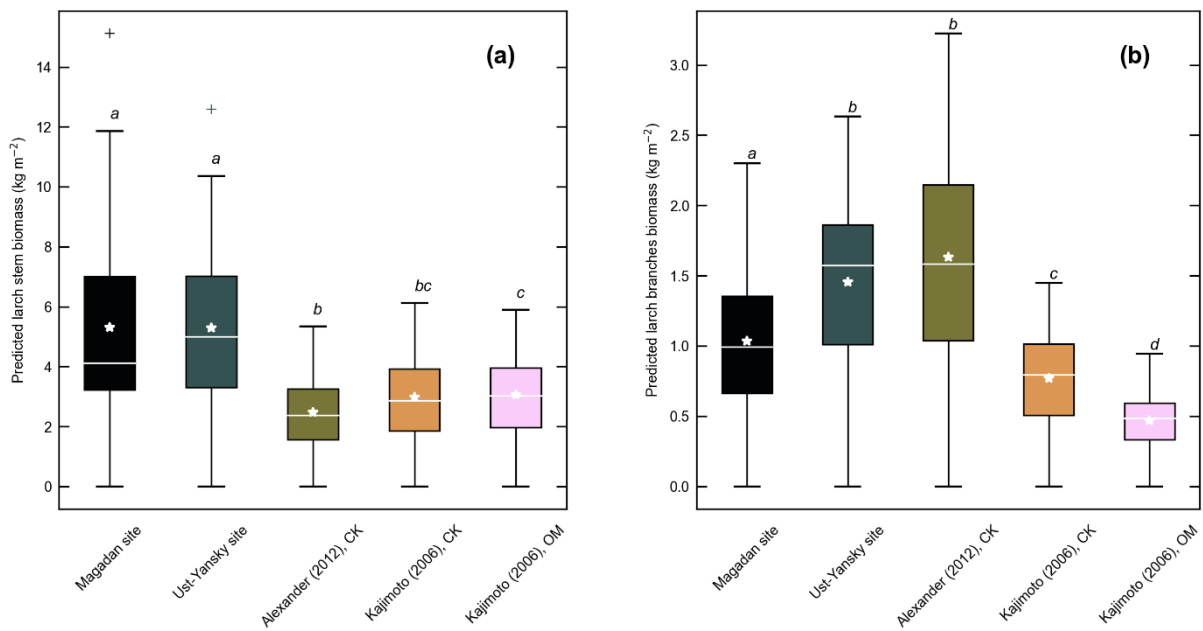 (a)
Predicted larch stem biomass (kg m⁻²)
14
12
10
8
6
4
2
0
a
a
b
bc
c
Magadan site
Ust-Yansky site
Alexander (2012), CK
Kajimoto (2006), CK
Kajimoto (2006), OM
(b)
Predicted larch branches biomass (kg m⁻²)
3.0
2.5
2.0
1.5
1.0
0.5
0.0
a
b
b
c
d
Magadan site
Ust-Yansky site
Alexander (2012), CK
Kajimoto (2006), CK
Kajimoto (2006), OM